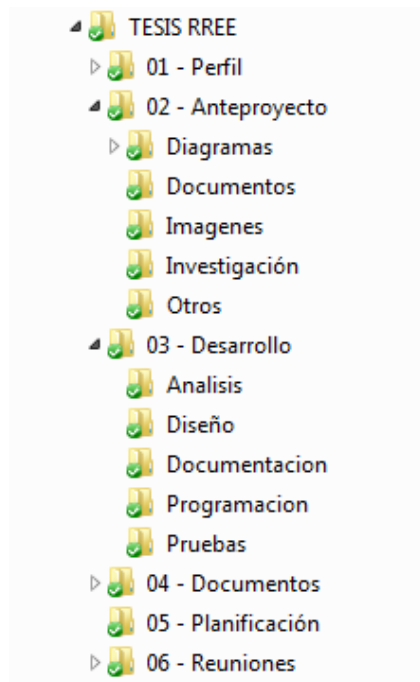 TESIS RREE
01 - Perfil
02 - Anteproyecto
Diagramas
Documentos
Imagenes
Investigación
Otros
03 - Desarrollo
Analisis
Diseño
Documentacion
Programacion
Pruebas
04 - Documentos
05 - Planificación
06 - Reuniones